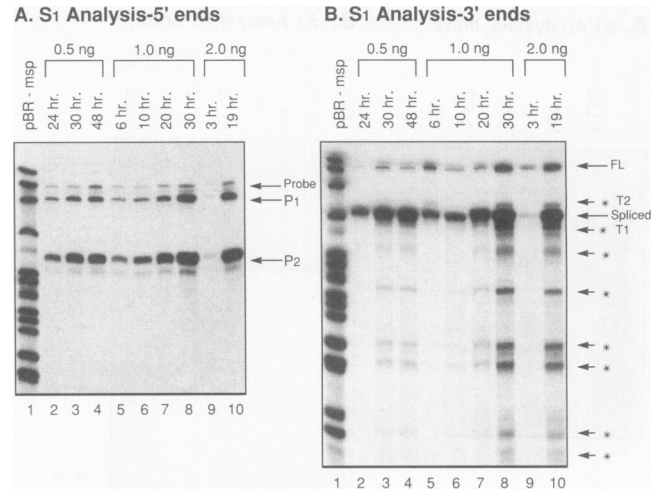 A. S1 Analysis-5' ends
0.5 ng 1.0 ng 2.0 ng
pBR - msp 24 hr. 30 hr. 48 hr. 6 hr. 10 hr. 20 hr. 30 hr. 3 hr. 19 hr.
Probe
P1
P2
1 2 3 4 5 6 7 8 9 10
B. S1 Analysis-3' ends
0.5 ng 1.0 ng 2.0 ng
pBR - msp 24 hr. 30 hr. 48 hr. 6 hr. 10 hr. 20 hr. 30 hr. 3 hr. 19 hr.
FL
* T2
Spliced
* T1
*
*
*
*
*
*
1 2 3 4 5 6 7 8 9 10